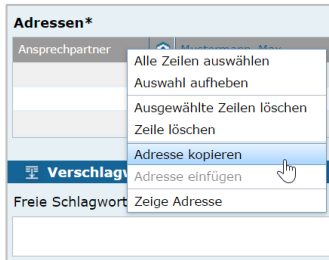 Adressen*
Ansprechpartner
Mustermann, Max
Alle Zeilen auswählen
Auswahl aufheben
Ausgewählte Zeilen löschen
Zeile löschen
Adresse kopieren
Adresse einfügen
Zeige Adresse
Verschlagw
Freie Schlagwort